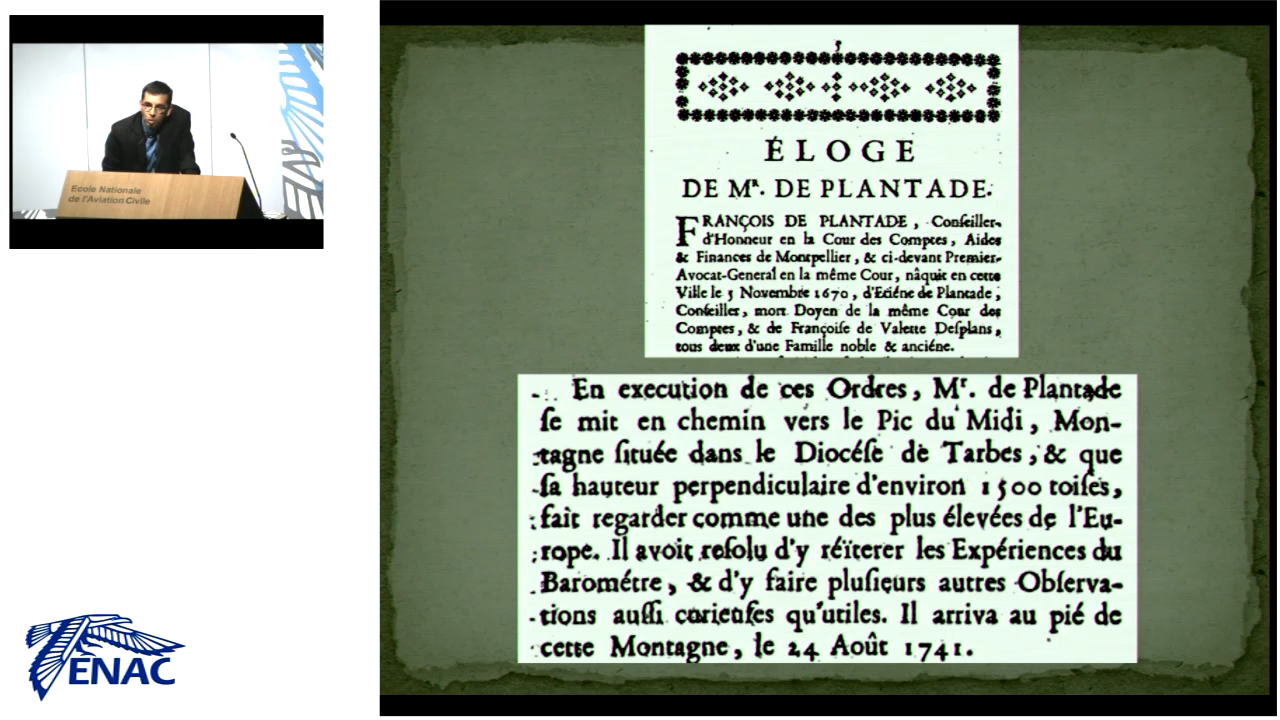 Ecole Nationale
de l'Aviation Civile
ENAC
5
ÉLOGE
DE Mr. DE PLANTADE.
FRANÇOIS DE PLANTADE, Conſeiller-
d'Honneur en la Cour des Comptes, Aides
& Finances de Montpellier, & ci-devant Premier-
Avocat-General en la même Cour, nâquit en cette
Ville le 5 Novembre 1670, d'Etiéne de Plantade,
Conſeiller, mort Doyen de la même Cour des
Comptes, & de Françoiſe de Valette Deſplans,
tous deux d'une Famille noble & anciéne.
En execution de ces Ordres, Mr. de Plantade
ſe mit en chemin vers le Pic du Midi, Mon-
tagne ſituée dans le Diocéſe de Tarbes, & que
ſa hauteur perpendiculaire d'environ 1500 toiſes,
fait regarder comme une des plus élevées de l'Eu-
rope. Il avoit reſolu d'y réïterer les Expériences du
Barométre, & d'y faire pluſieurs autres Obſerva-
tions auſſi curieuſes qu'utiles. Il arriva au pié de
cette Montagne, le 24 Août 1741.